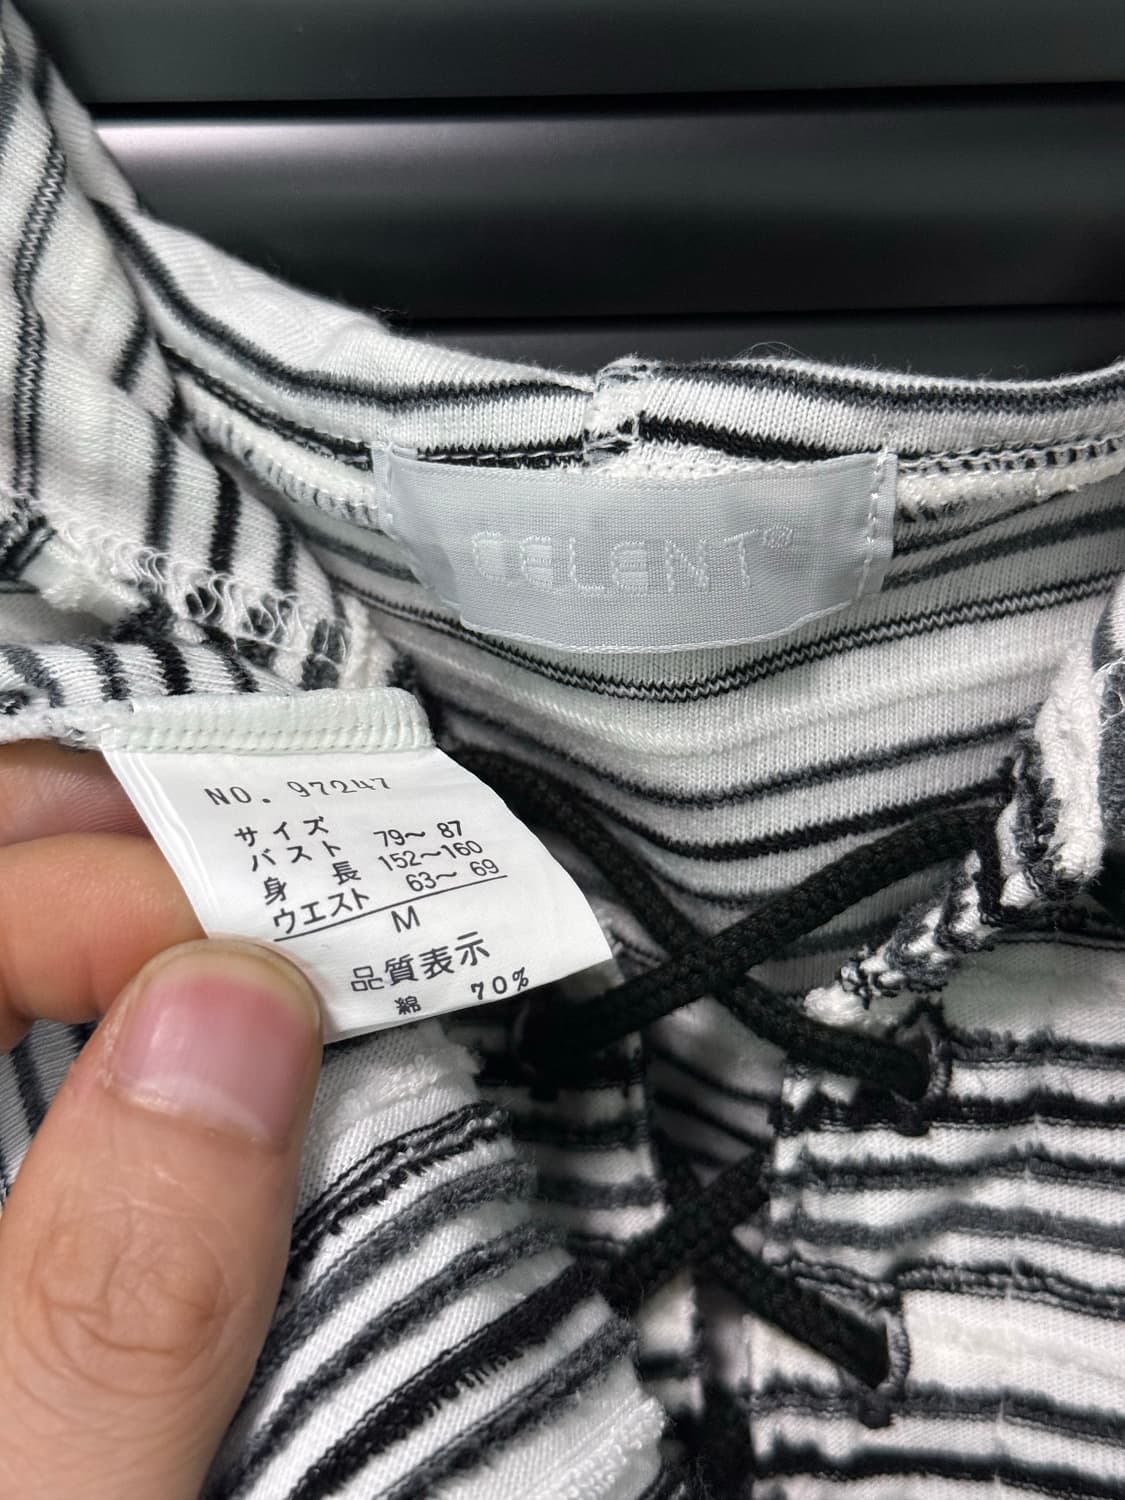 CELENT®
NO. 97247
サイズ
バスト 79~ 87
身長 152~160
ウエスト 63~ 69
M
品質表示
綿 70%